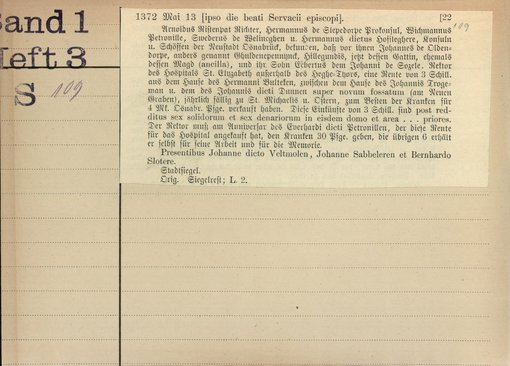 Band 1
Heft 3
S 109
1372 Mai 13 [ipso die beati Servacii episcopi]. [22
109
Arnoldus Ristenpat Richter, Hermannus de Slepedorpe Prokonsul, Wichmannus
Petronille, Swederus de Welineghen u. Hermannus dictus Hosleghere, Konsuln
u. Schöffen der Neustadt Osnabrück, bekunden, daß vor ihnen Johannes de Olden-
dorpe, anders genannt Ghuldenepennynck, Hillegundis, jetzt dessen Gattin, ehemals
dessen Magd (ancilla), und ihr Sohn Ecbertus dem Johanni de Segele, Rektor
des Hospitals St. Elyzabeth außerhalb des Heghe-Thors, eine Rente von 3 Schill.
aus dem Hause des Hermanni Bulteken, zwischen dem Hause des Johannis Troge-
man u. dem des Johannis dicti Dunnen super novum fossatum (am Neuen
Graben), jährlich fällig zu St. Michaelis u. Ostern, zum Besten der Kranken für
4 Mk. Osnabr. Pfge. verkauft haben. Diese Einkünfte von 3 Schill. sind post red-
ditus sex solidorum et sex denariorum in eisdem domo et area . . . priores.
Der Rektor muß am Anniversar des Everhardi dicti Petronillen, der diese Rente
für das Hospital angekauft hat, den Kranken 30 Pfge. geben, die übrigen 6 erhält
er selbst für seine Arbeit und für die Memorie.
Presentibus Johanne dicto Veltmolen, Johanne Sabbeleren et Bernhardo
Slotere.
Stadtsiegel.
Orig. Siegelrest; L. 2.